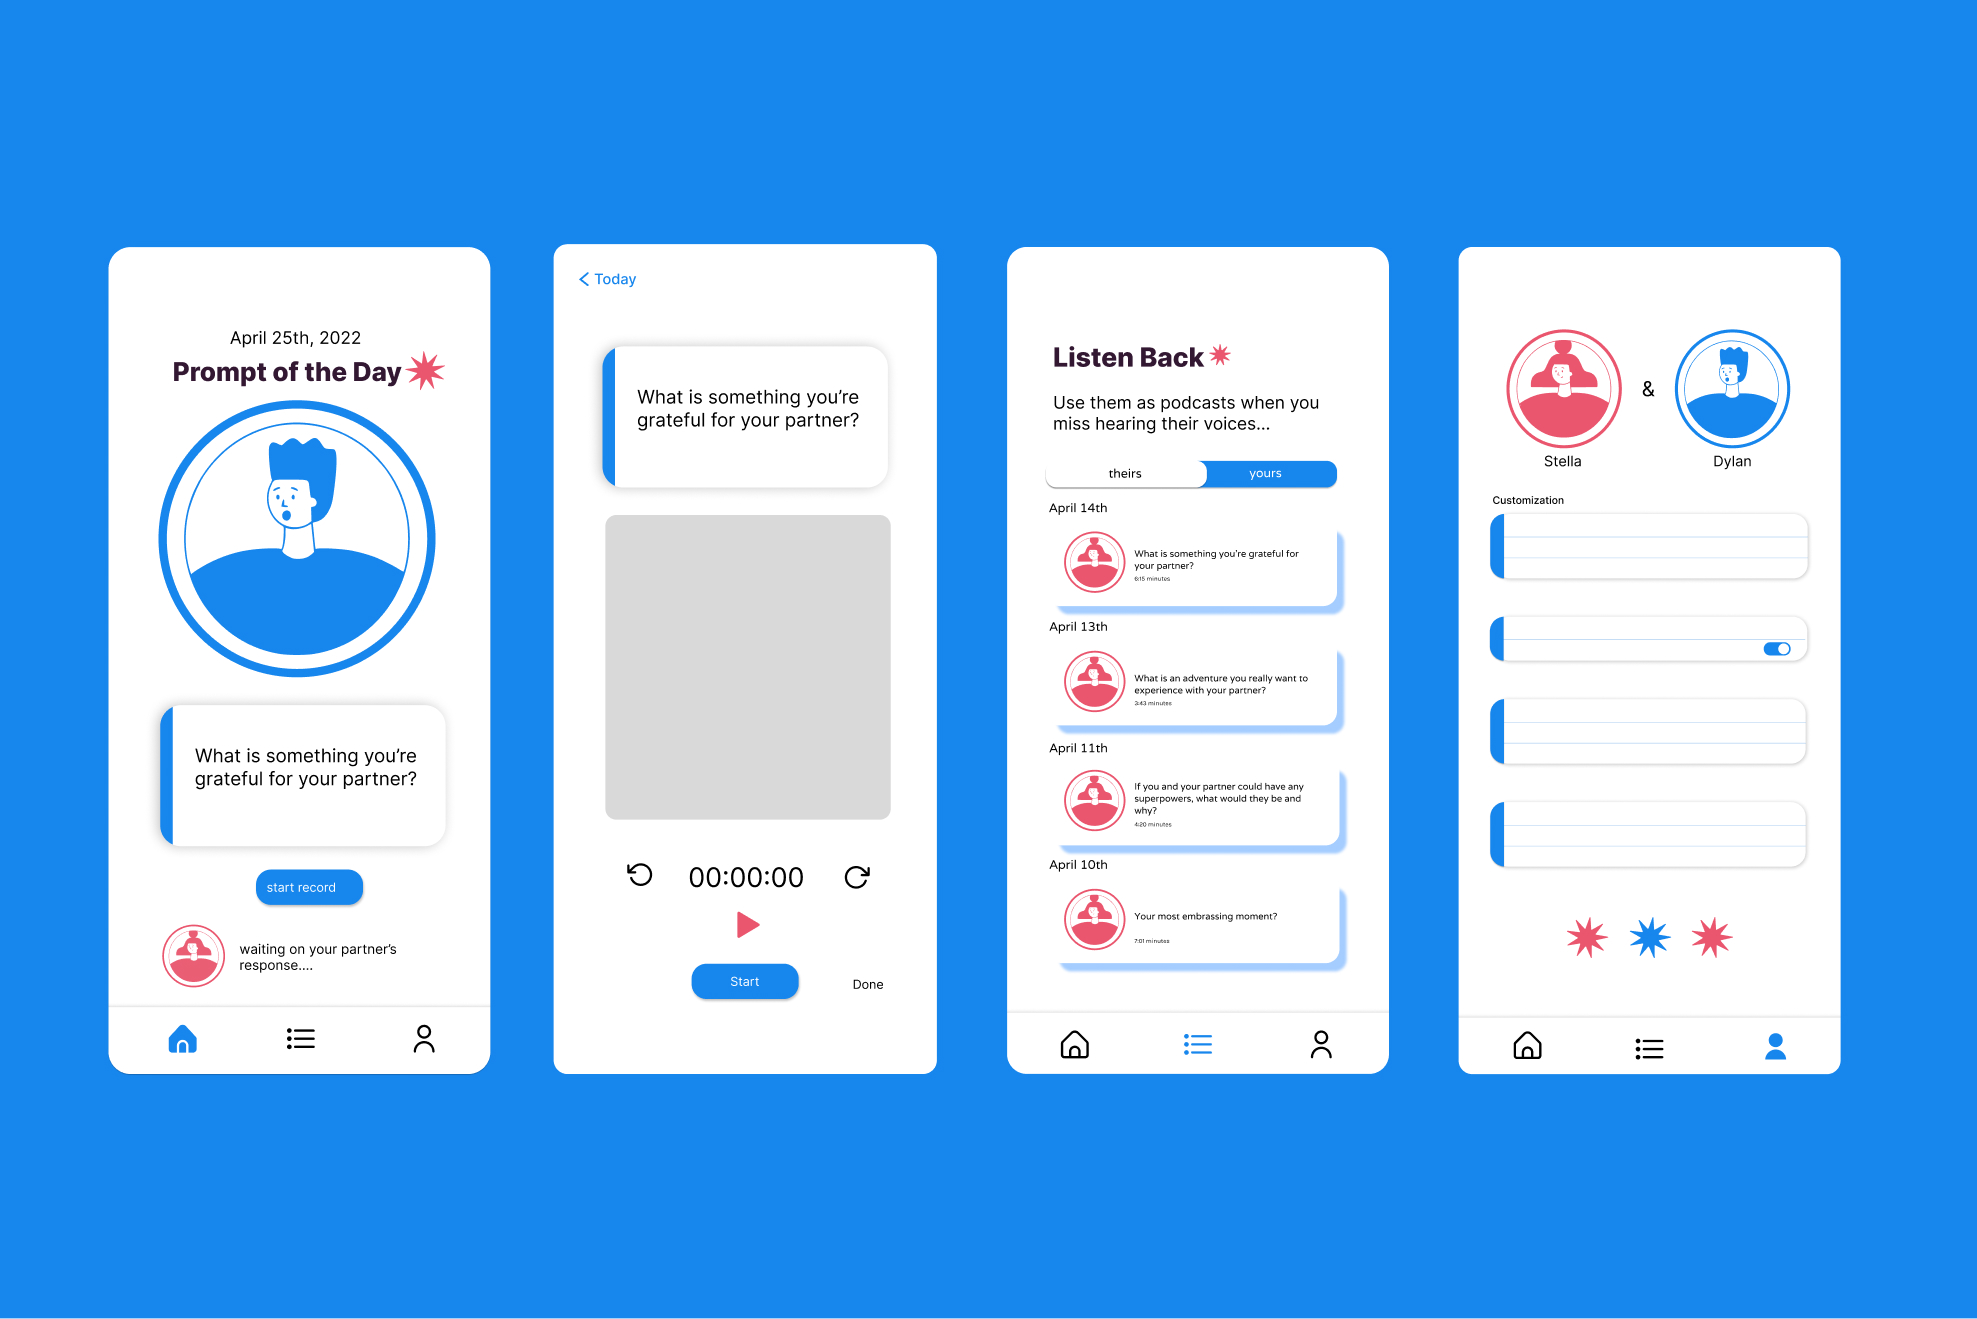 April 25th, 2022
Prompt of the Day
What is something you're
grateful for your partner?
start record
waiting on your partner's
response....
Today
What is something you're
grateful for your partner?
00:00:00
Start
Done
Listen Back
Use them as podcasts when you
miss hearing their voices...
theirs
yours
April 14th
What is something you're grateful for
your partner?
6:15 minutes
April 13th
What is an adventure you really want to
experience with your partner?
3:43 minutes
April 11th
If you and your partner could have any
superpowers, what would they be and
why?
4:20 minutes
April 10th
Your most embrassing moment?
7:01 minutes
&
Stella
Dylan
Customization